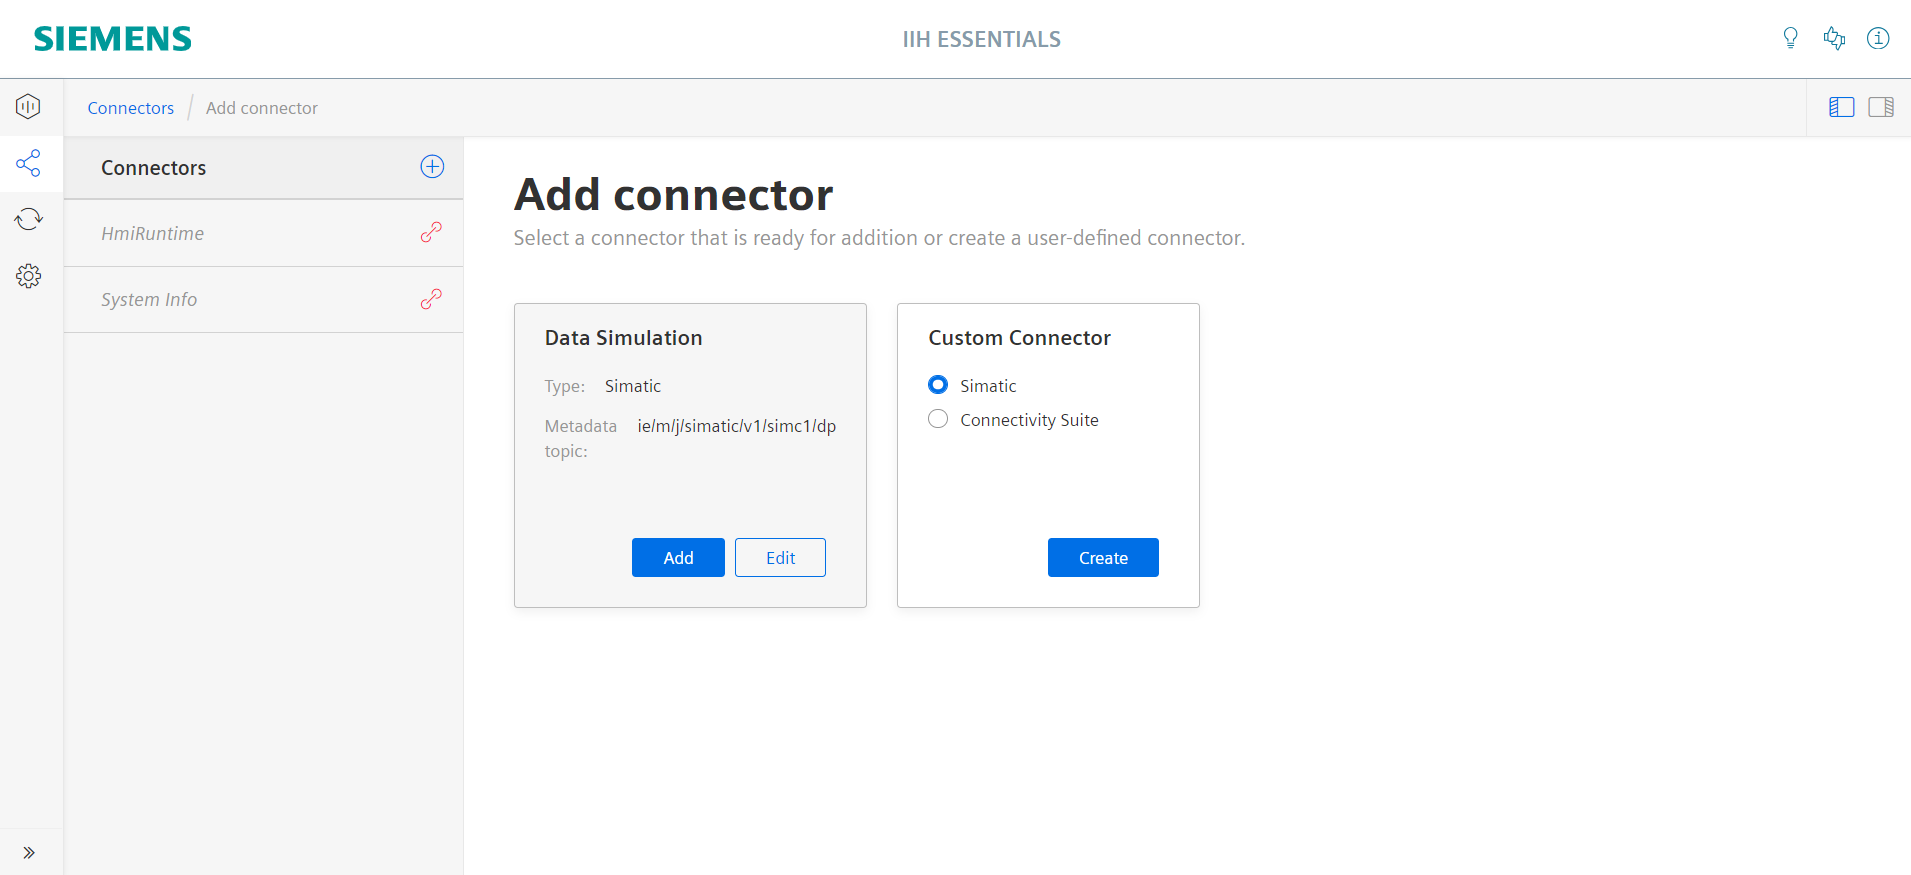 SIEMENS
IIH ESSENTIALS
Connectors / Add connector
Connectors
HmiRuntime
System Info
Add connector
Select a connector that is ready for addition or create a user-defined connector.
Data Simulation
Type: Simatic
Metadata topic: ie/m/j/simatic/v1/simc1/dp
Add
Edit
Custom Connector
Simatic
Connectivity Suite
Create